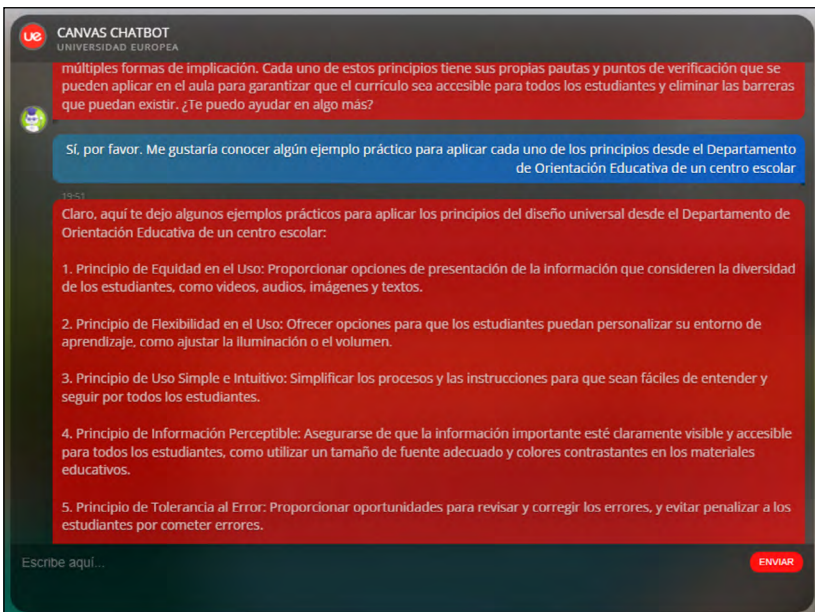 ue
CANVAS CHATBOT
UNIVERSIDAD EUROPEA
múltiples formas de implicación. Cada uno de estos principios tiene sus propias pautas y puntos de verificación que se
pueden aplicar en el aula para garantizar que el currículo sea accesible para todos los estudiantes y eliminar las barreras
que puedan existir. ¿Te puedo ayudar en algo más?
Sí, por favor. Me gustaría conocer algún ejemplo práctico para aplicar cada uno de los principios desde el Departamento
de Orientación Educativa de un centro escolar
19:51
Claro, aquí te dejo algunos ejemplos prácticos para aplicar los principios del diseño universal desde el Departamento de
Orientación Educativa de un centro escolar:
1. Principio de Equidad en el Uso: Proporcionar opciones de presentación de la información que consideren la diversidad
de los estudiantes, como videos, audios, imágenes y textos.
2. Principio de Flexibilidad en el Uso: Ofrecer opciones para que los estudiantes puedan personalizar su entorno de
aprendizaje, como ajustar la iluminación o el volumen.
3. Principio de Uso Simple e Intuitivo: Simplificar los procesos y las instrucciones para que sean fáciles de entender y
seguir por todos los estudiantes.
4. Principio de Información Perceptible: Asegurarse de que la información importante esté claramente visible y accesible
para todos los estudiantes, como utilizar un tamaño de fuente adecuado y colores contrastantes en los materiales
educativos.
5. Principio de Tolerancia al Error: Proporcionar oportunidades para revisar y corregir los errores, y evitar penalizar a los
estudiantes por cometer errores.
Escribe aquí...
ENVIAR